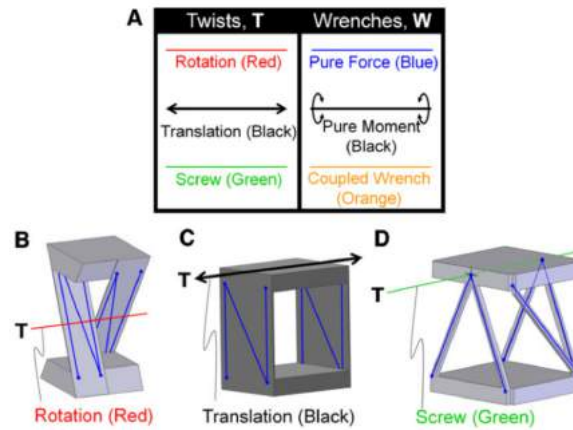 A
Twists, T
Wrenches, W
Rotation (Red)
Pure Force (Blue)
Translation (Black)
Pure Moment
(Black)
Screw (Green)
Coupled Wrench
(Orange)
B
C
D
T
T
T
Rotation (Red)
Translation (Black)
Screw (Green)